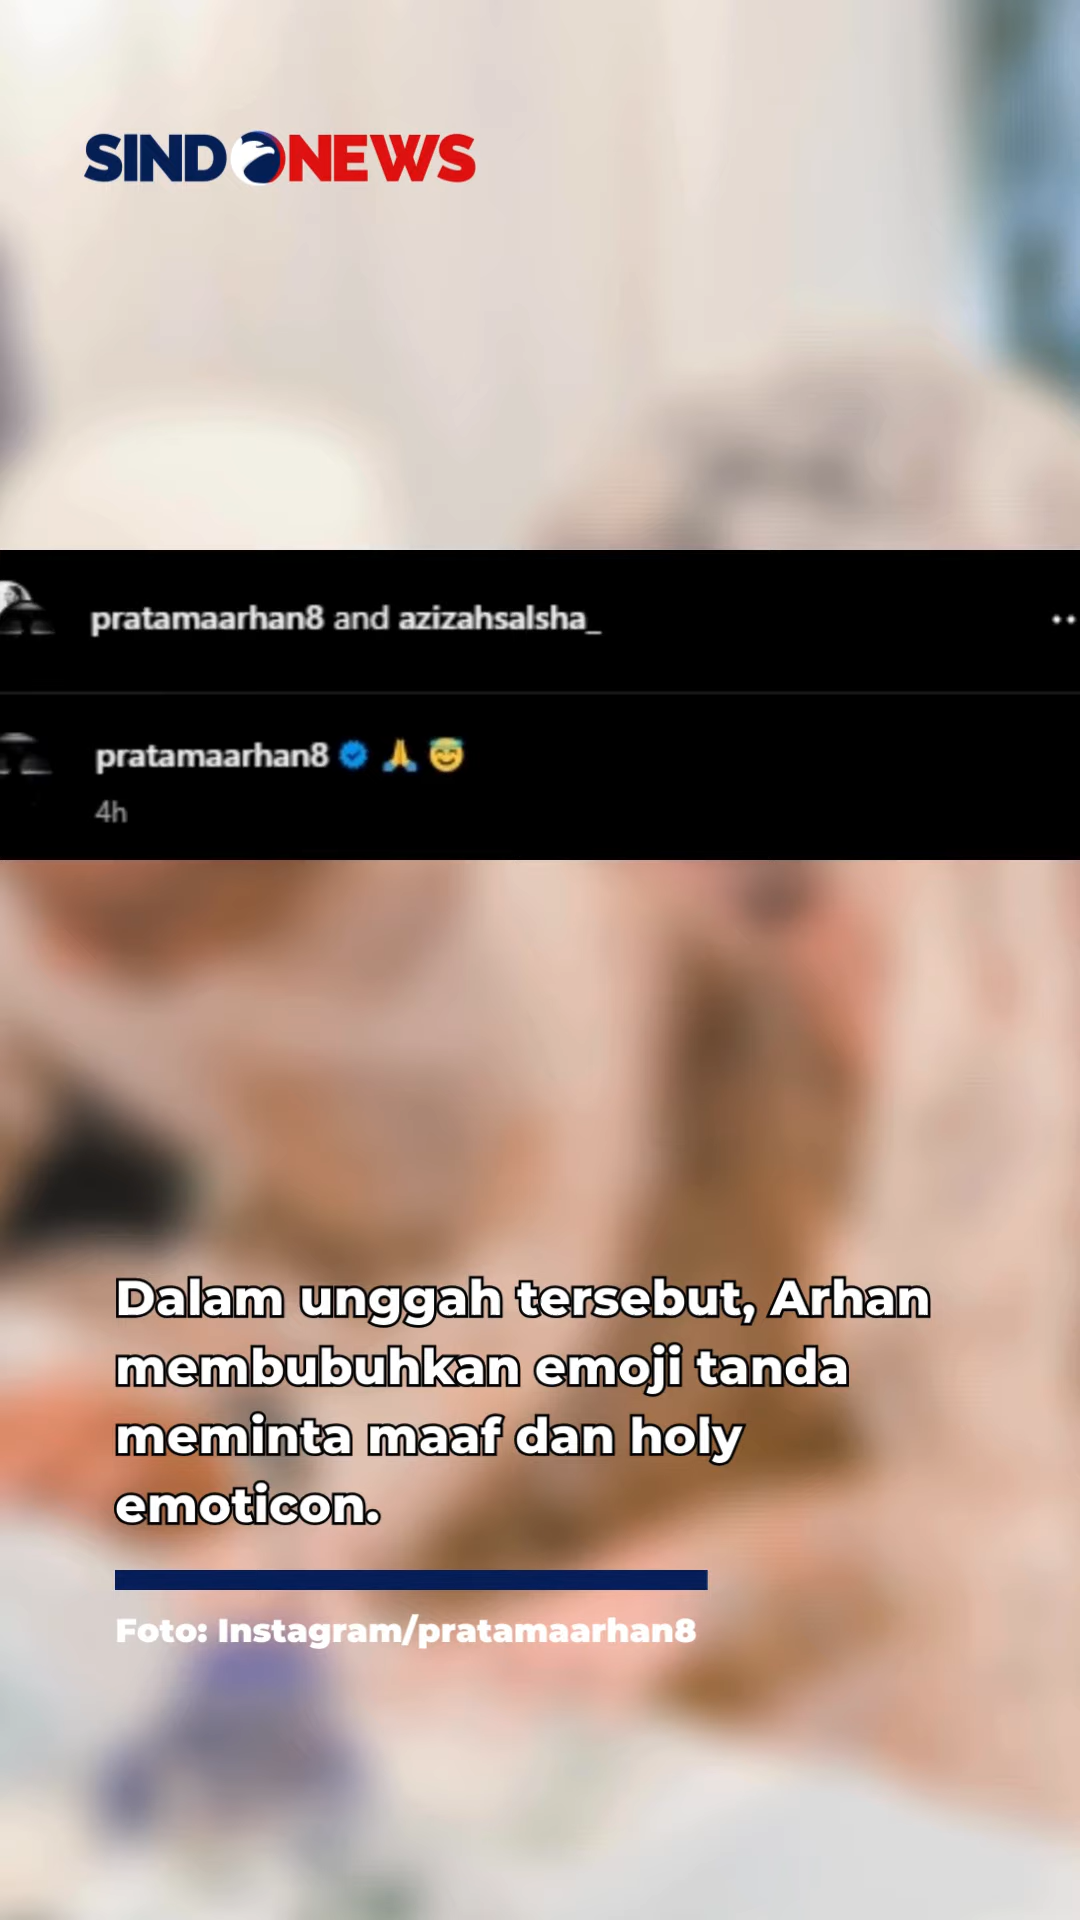 SINDONEWS
pratamaarhan8 and azizahsalsha_
pratamaarhan8 🙏 😇
4h
Dalam unggah tersebut, Arhan
membubuhkan emoji tanda
meminta maaf dan holy
emoticon.
Foto: Instagram/pratamaarhan8